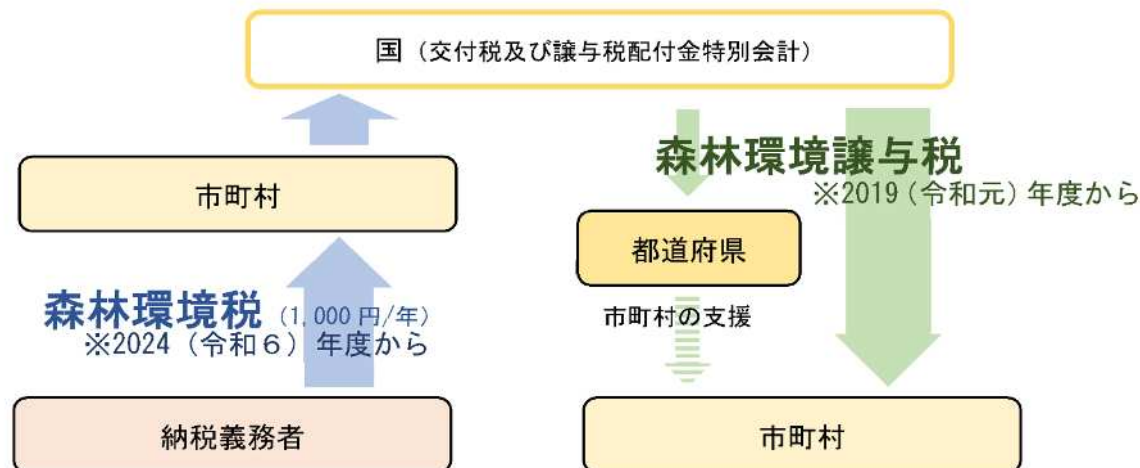 国（交付税及び譲与税配付金特別会計）
市町村
森林環境税（1,000円/年）
※2024（令和６）年度から
納税義務者
森林環境譲与税
※2019（令和元）年度から
都道府県
市町村の支援
市町村